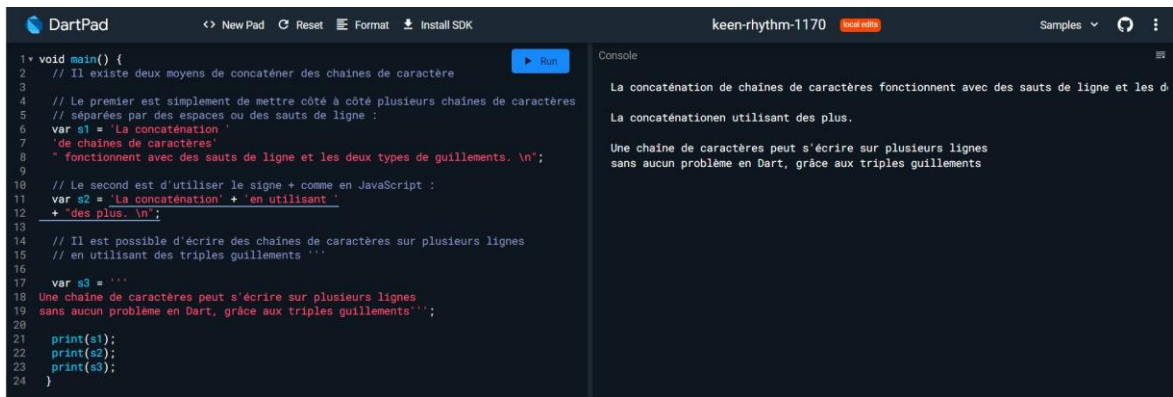 DartPad
<> New Pad
Reset
Format
Install SDK
keen-rhythm-1170
local edits
Samples
Run
1 void main() {
2 // Il existe deux moyens de concaténer des chaines de caractère
3
4 // Le premier est simplement de mettre côté à côté plusieurs chaînes de caractères
5 // séparées par des espaces ou des sauts de ligne :
6 var s1 = 'La concaténation '
7 'de chaînes de caractères'
8 " fonctionnent avec des sauts de ligne et les deux types de guillements. \n";
9
10 // Le second est d'utiliser le signe + comme en JavaScript :
11 var s2 = 'La concaténation' + 'en utilisant '
12 + "des plus. \n";
13
14 // Il est possible d'écrire des chaînes de caractères sur plusieurs lignes
15 // en utilisant des triples guillements '''
16
17 var s3 = '''
18 Une chaîne de caractères peut s'écrire sur plusieurs lignes
19 sans aucun problème en Dart, grâce aux triples guillements''';
20
21 print(s1);
22 print(s2);
23 print(s3);
24 }
Console
La concaténation de chaînes de caractères fonctionnent avec des sauts de ligne et les d
La concaténationen utilisant des plus.
Une chaîne de caractères peut s'écrire sur plusieurs lignes
sans aucun problème en Dart, grâce aux triples guillements